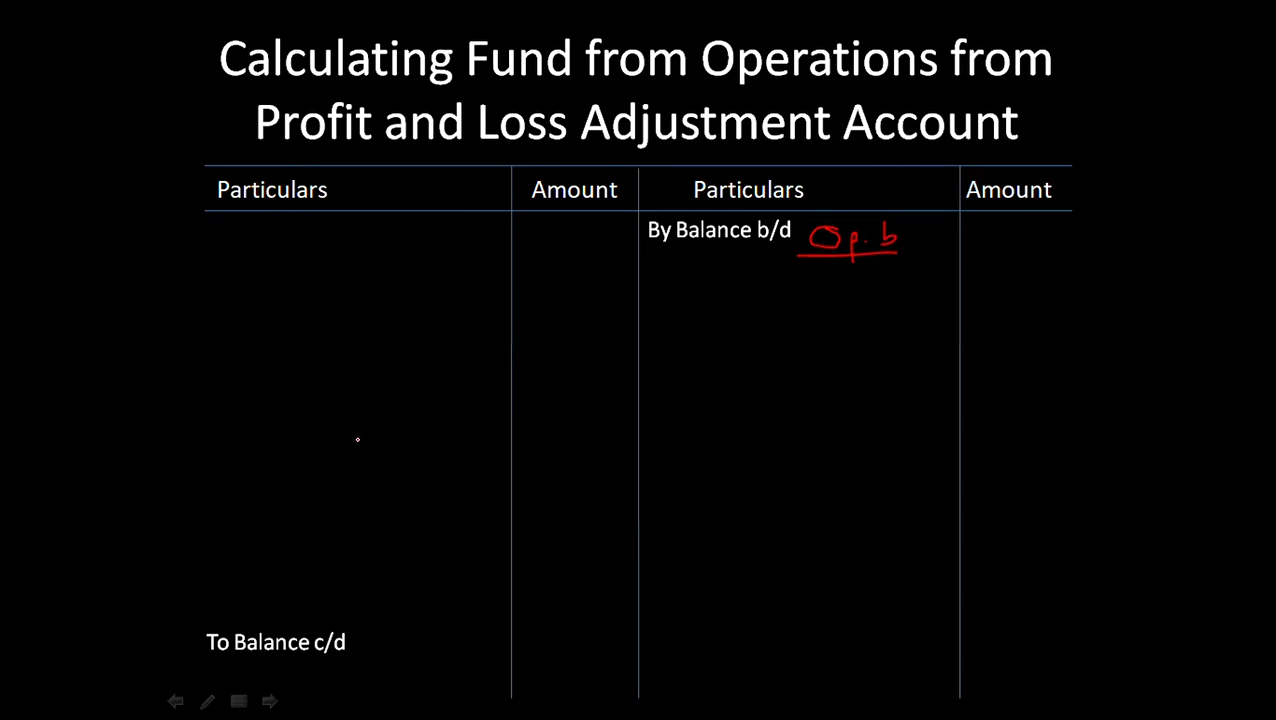 Calculating Fund from Operations from
Profit and Loss Adjustment Account
Particulars Amount Particulars Amount
By Balance b/d Op. b
To Balance c/d